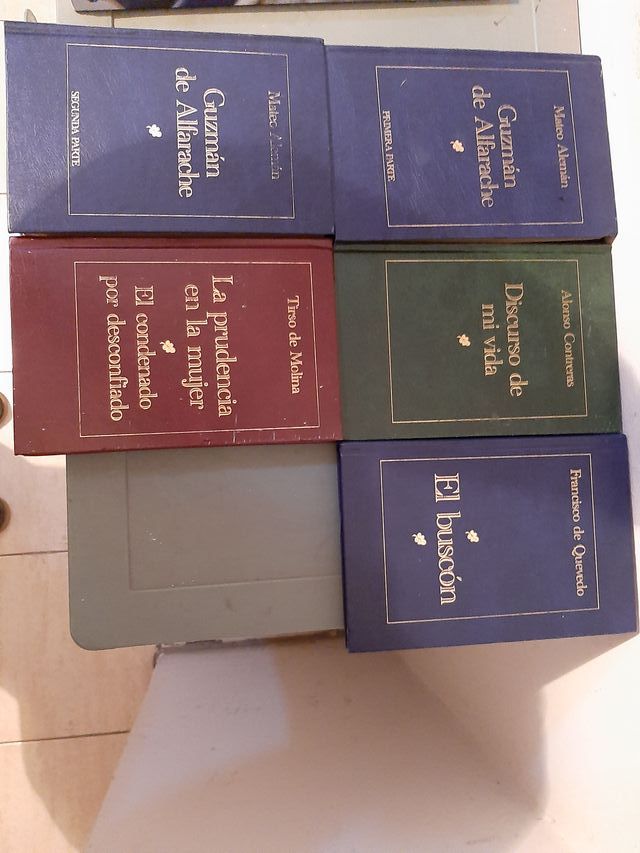 Mateo Alemán
Guzmán
de Alfarache
PRIMERA PARTE
Mateo Alemán
Guzmán
de Alfarache
SEGUNDA PARTE
Alonso Contreras
Discurso de
mi vida
Tirso de Molina
La prudencia
en la mujer
El condenado
por desconfiado
Francisco de Quevedo
El buscón